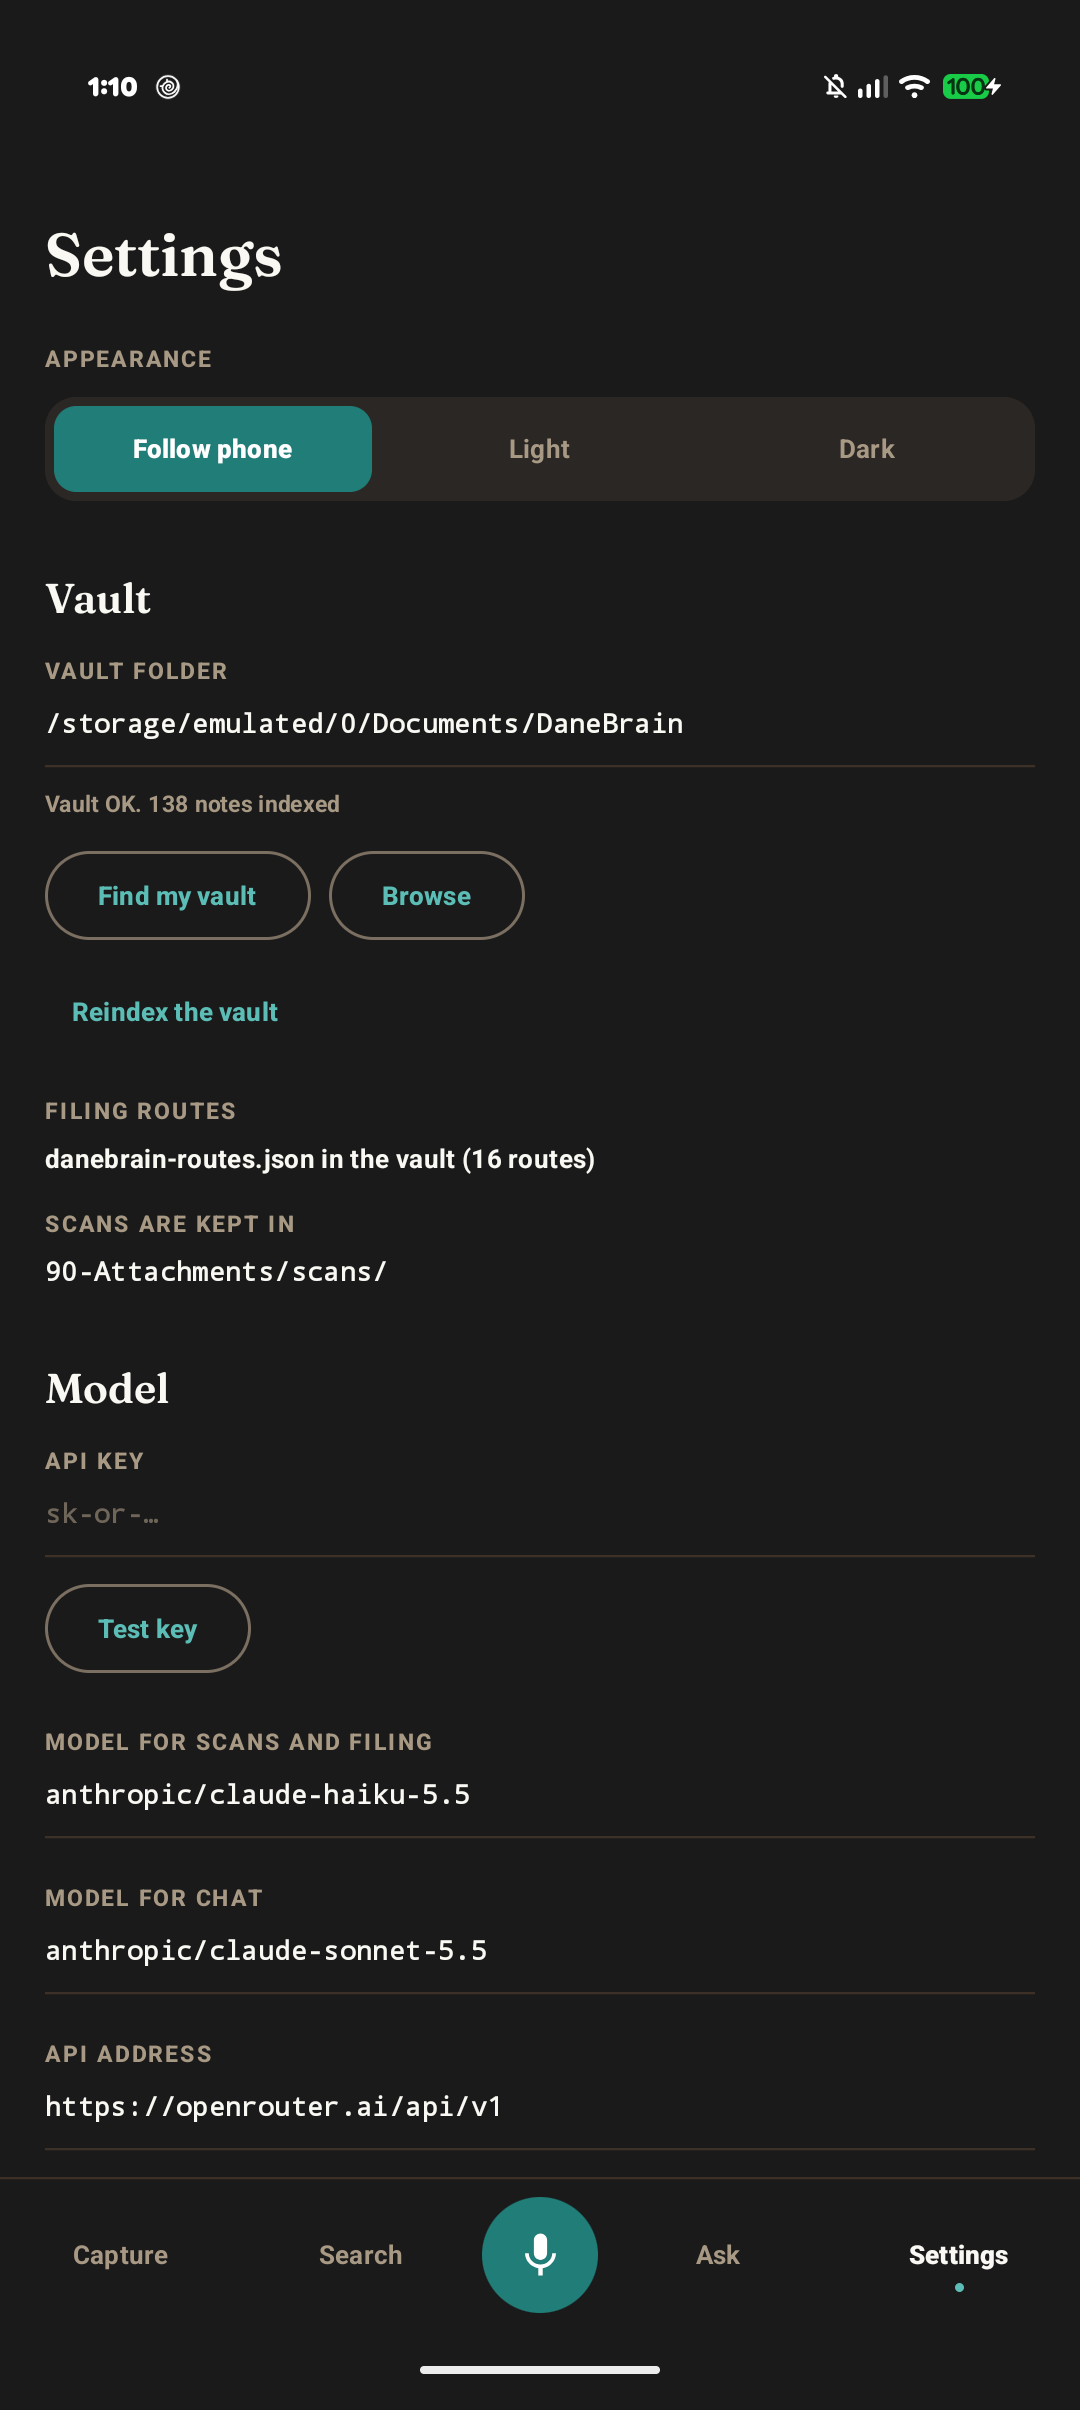 1:10
100
Settings
APPEARANCE
Follow phone
Light
Dark
Vault
VAULT FOLDER
/storage/emulated/0/Documents/DaneBrain
Vault OK. 138 notes indexed
Find my vault
Browse
Reindex the vault
FILING ROUTES
danebrain-routes.json in the vault (16 routes)
SCANS ARE KEPT IN
90-Attachments/scans/
Model
API KEY
sk-or-…
Test key
MODEL FOR SCANS AND FILING
anthropic/claude-haiku-5.5
MODEL FOR CHAT
anthropic/claude-sonnet-5.5
API ADDRESS
https://openrouter.ai/api/v1
Capture
Search
Ask
Settings